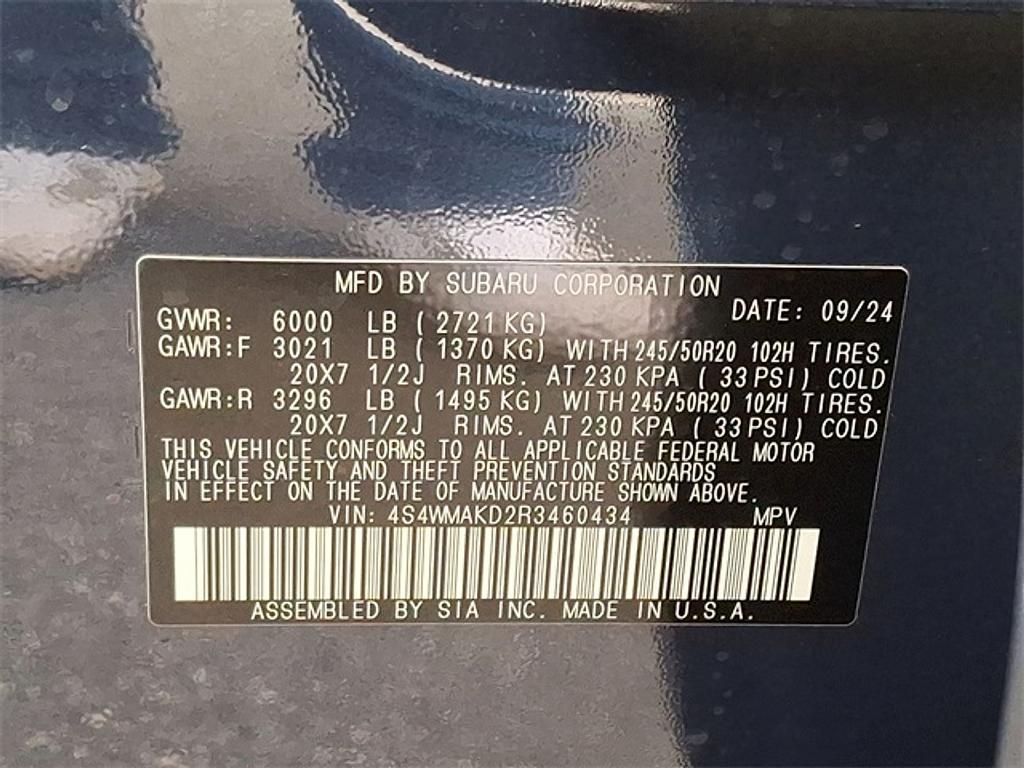 MFD BY SUBARU CORPORATION
DATE: 09/24
GVWR: 6000 LB ( 2721 KG)
GAWR:F 3021 LB ( 1370 KG) WITH 245/50R20 102H TIRES.
20X7 1/2J RIMS. AT 230 KPA ( 33 PSI) COLD
GAWR:R 3296 LB ( 1495 KG) WITH 245/50R20 102H TIRES.
20X7 1/2J RIMS. AT 230 KPA ( 33 PSI) COLD
THIS VEHICLE CONFORMS TO ALL APPLICABLE FEDERAL MOTOR
VEHICLE SAFETY AND THEFT PREVENTION STANDARDS
IN EFFECT ON THE DATE OF MANUFACTURE SHOWN ABOVE.
VIN: 4S4WMAKD2R3460434 MPV
ASSEMBLED BY SIA INC. MADE IN U.S.A.